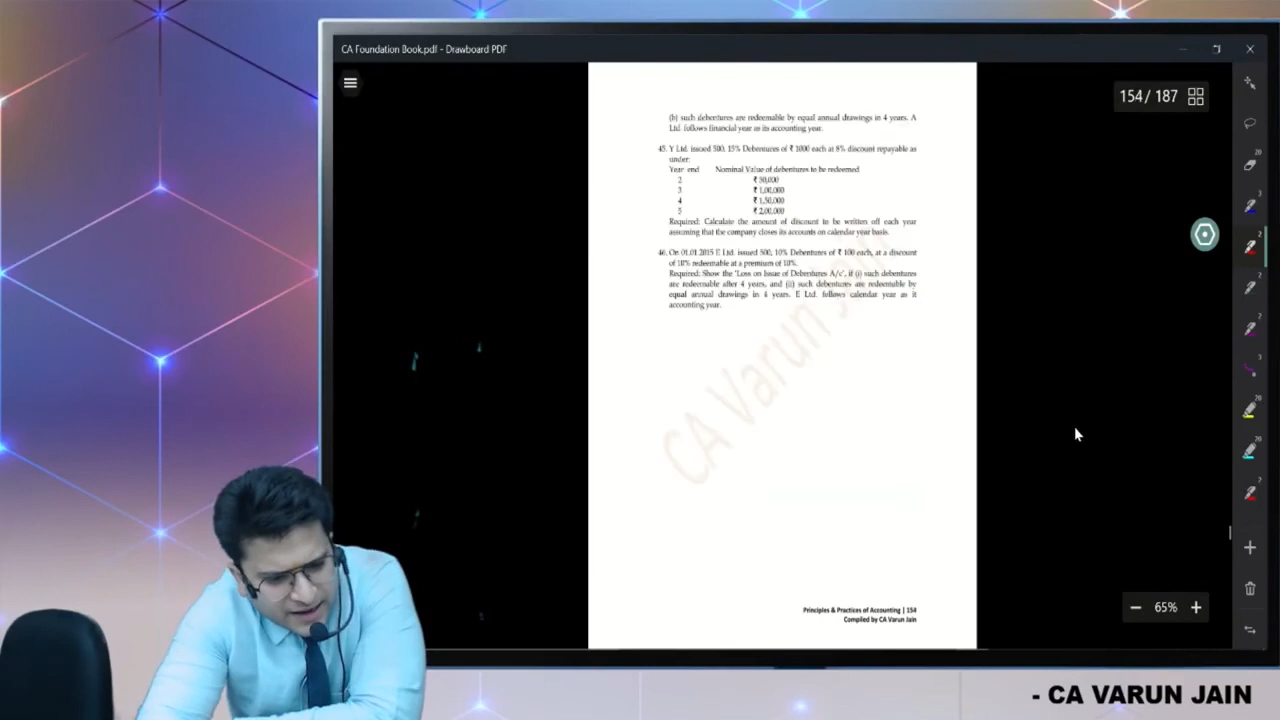 CA Foundation Book.pdf - Drawboard PDF
154 / 187
(b) such debentures are redeemable by equal annual drawings in 4 years. A
Ltd. follows financial year as its accounting year.
45. Y Ltd. issued 500, 15% Debentures of ₹ 1000 each at 8% discount repayable as
under:
Year end Nominal Value of debentures to be redeemed
2 ₹ 50,000
3 ₹ 1,00,000
4 ₹ 1,50,000
5 ₹ 2,00,000
Required: Calculate the amount of discount to be written off each year
assuming that the company closes its accounts on calendar year basis.
46. On 01.01.2015 E Ltd. issued 500, 10% Debentures of ₹ 100 each, at a discount
of 10% redeemable at a premium of 10%.
Required: Show the 'Loss on Issue of Debentures A/c', if (i) such debentures
are redeemable after 4 years, and (ii) such debentures are redeemable by
equal annual drawings in 4 years. E Ltd. follows calendar year as it
accounting year.
CA Varun Jain
Principles & Practices of Accounting | 154
Compiled by CA Varun Jain
65%
- CA VARUN JAIN